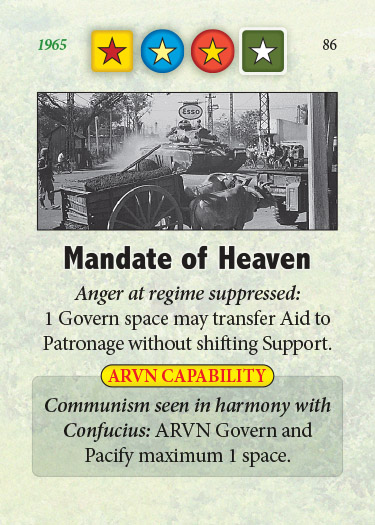 1965
86
ESSO
Mandate of Heaven
Anger at regime suppressed:
1 Govern space may transfer Aid to
Patronage without shifting Support.
ARVN CAPABILITY
Communism seen in harmony with
Confucius: ARVN Govern and
Pacify maximum 1 space.